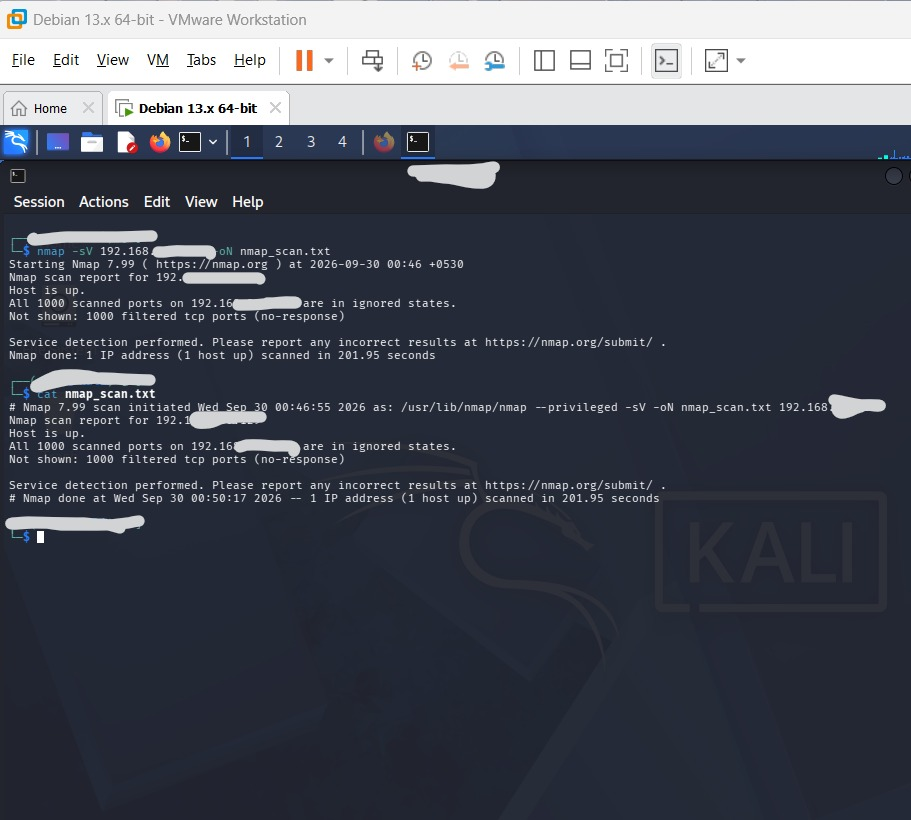 Debian 13.x 64-bit - VMware Workstation
File Edit View VM Tabs Help
Home Debian 13.x 64-bit
1 2 3 4
Session Actions Edit View Help
└─$ nmap -sV 192.168. -oN nmap_scan.txt
Starting Nmap 7.99 ( https://nmap.org ) at 2026-09-30 00:46 +0530
Nmap scan report for 192.
Host is up.
All 1000 scanned ports on 192.16 are in ignored states.
Not shown: 1000 filtered tcp ports (no-response)
Service detection performed. Please report any incorrect results at https://nmap.org/submit/ .
Nmap done: 1 IP address (1 host up) scanned in 201.95 seconds
└─$ cat nmap_scan.txt
# Nmap 7.99 scan initiated Wed Sep 30 00:46:55 2026 as: /usr/lib/nmap/nmap --privileged -sV -oN nmap_scan.txt 192.168.
Nmap scan report for 192.1
Host is up.
All 1000 scanned ports on 192.16 are in ignored states.
Not shown: 1000 filtered tcp ports (no-response)
Service detection performed. Please report any incorrect results at https://nmap.org/submit/ .
# Nmap done at Wed Sep 30 00:50:17 2026 -- 1 IP address (1 host up) scanned in 201.95 seconds
└─$
KALI